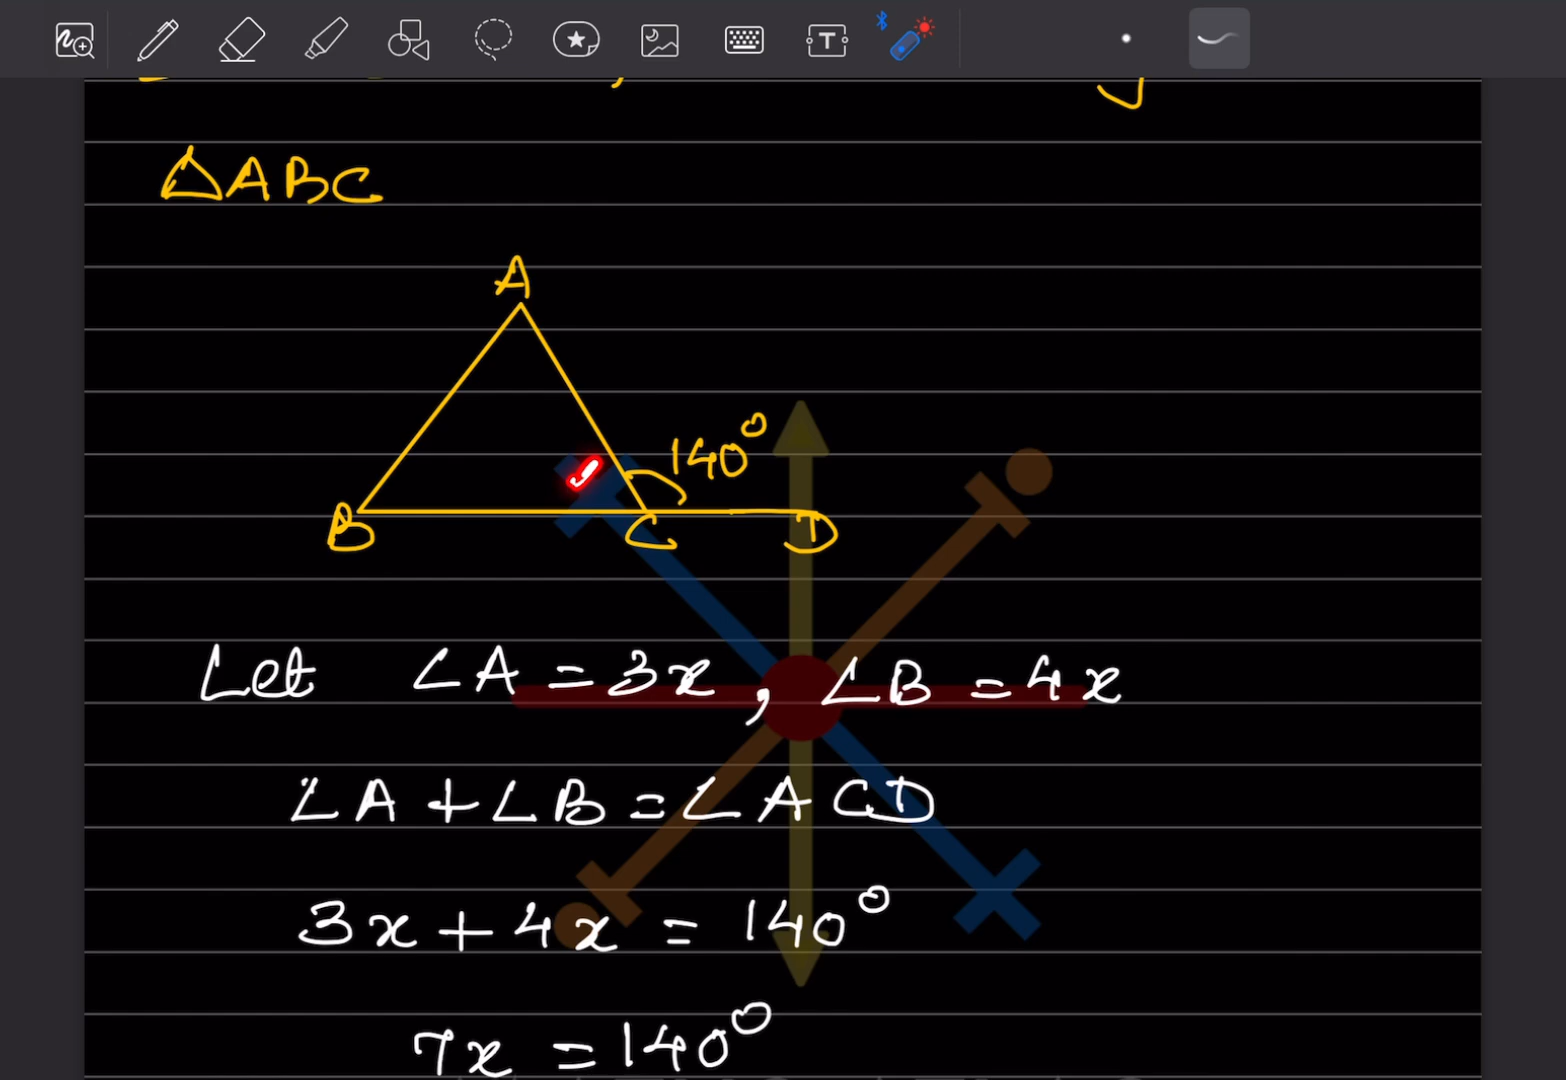 △ABC
A
140°
B C D
Let ∠A = 3x, ∠B = 4x
∠A + ∠B = ∠ACD
3x + 4x = 140°
7x = 140°